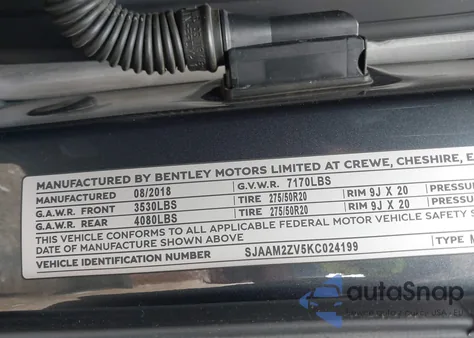 MANUFACTURED BY BENTLEY MOTORS LIMITED AT CREWE, CHESHIRE, E
MANUFACTURED 08/2018 G.V.W.R. 7170LBS
G.A.W.R. FRONT 3530LBS TIRE 275/50R20 RIM 9J X 20 PRESSU
G.A.W.R. REAR 4080LBS TIRE 275/50R20 RIM 9J X 20 PRESSU
THIS VEHICLE CONFORMS TO ALL APPLICABLE FEDERAL MOTOR VEHICLE SAFETY S
DATE OF MANUFACTURE SHOWN ABOVE
VEHICLE IDENTIFICATION NUMBER SJAAM2ZV5KC024199 TYPE M
autoSnap